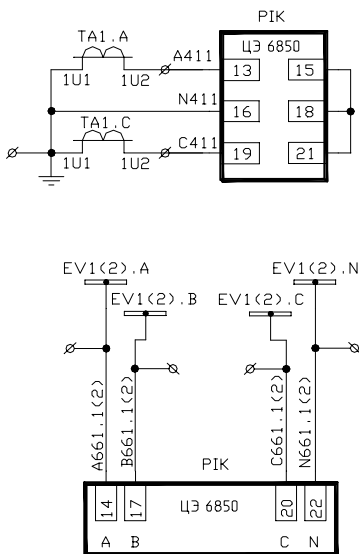 PIK
TA1.A
ЦЭ 6850
A411
1U1 1U2
13 15
N411
16 18
TA1.C
C411
1U1 1U2
19 21
EV1(2).A EV1(2).N
EV1(2).B EV1(2).C
A661.1(2) B661.1(2) C661.1(2) N661.1(2)
PIK
14 17 ЦЭ 6850 20 22
A B C N